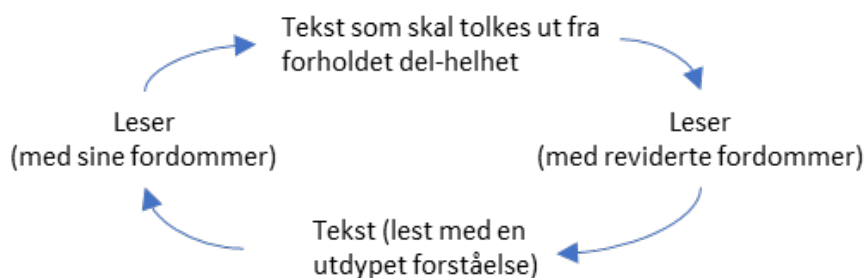 Tekst som skal tolkes ut fra
forholdet del-helhet
Leser
(med sine fordommer)
Leser
(med reviderte fordommer)
Tekst (lest med en
utdypet forståelse)